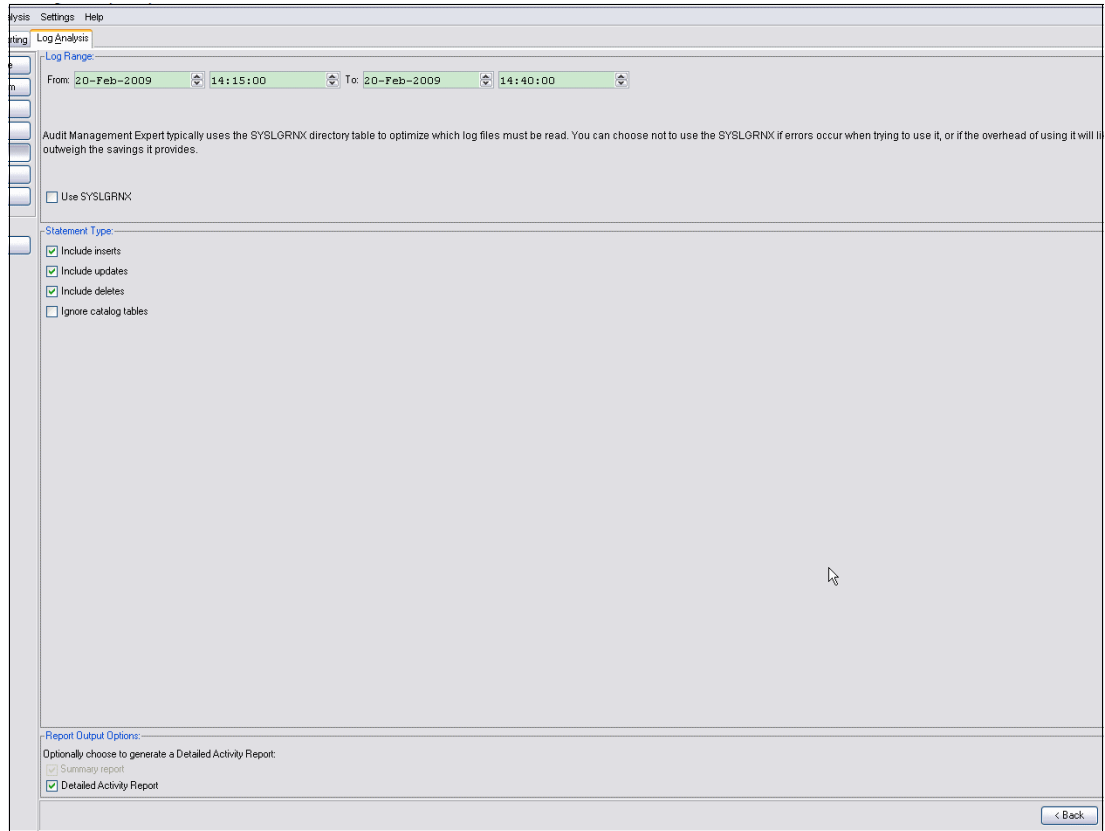 alysis Settings Help
rting Log Analysis
e
m
Log Range:
From: 20-Feb-2009 14:15:00 To: 20-Feb-2009 14:40:00
Audit Management Expert typically uses the SYSLGRNX directory table to optimize which log files must be read. You can choose not to use the SYSLGRNX if errors occur when trying to use it, or if the overhead of using it will li
outweigh the savings it provides.
Use SYSLGRNX
Statement Type:
Include inserts
Include updates
Include deletes
Ignore catalog tables
Report Output Options:
Optionally choose to generate a Detailed Activity Report:
Summary report
Detailed Activity Report
< Back